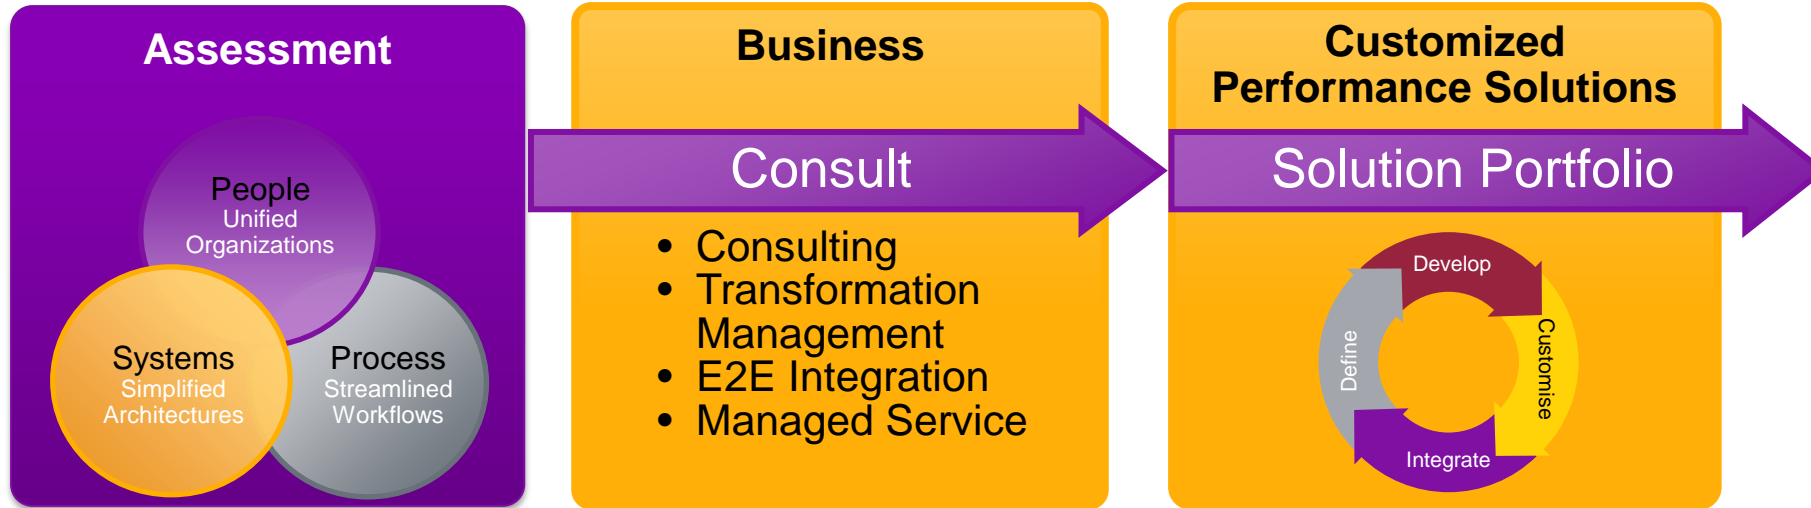 Assessment
People
Unified
Organizations
Systems
Simplified
Architectures
Process
Streamlined
Workflows
Business
Consult
• Consulting
• Transformation
Management
• E2E Integration
• Managed Service
Customized
Performance Solutions
Solution Portfolio
Develop
Customise
Integrate
Define